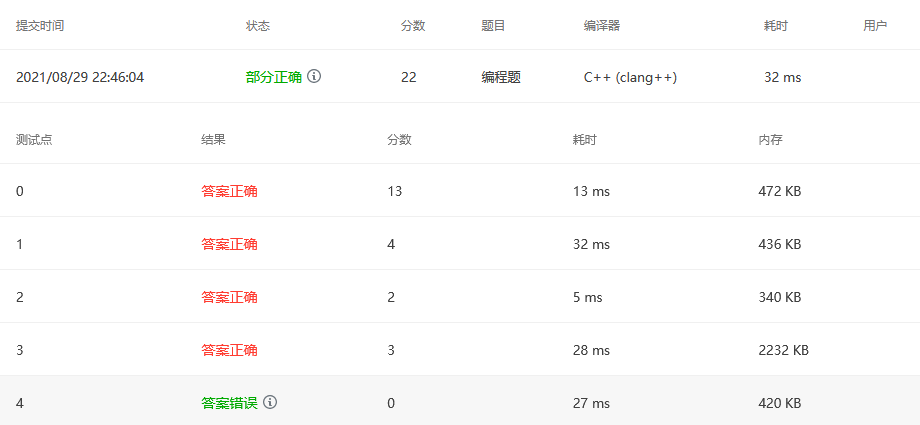 提交时间 状态 分数 题目 编译器 耗时 用户
2021/08/29 22:46:04 部分正确 22 编程题 C++ (clang++) 32 ms
测试点 结果 分数 耗时 内存
0 答案正确 13 13 ms 472 KB
1 答案正确 4 32 ms 436 KB
2 答案正确 2 5 ms 340 KB
3 答案正确 3 28 ms 2232 KB
4 答案错误 0 27 ms 420 KB